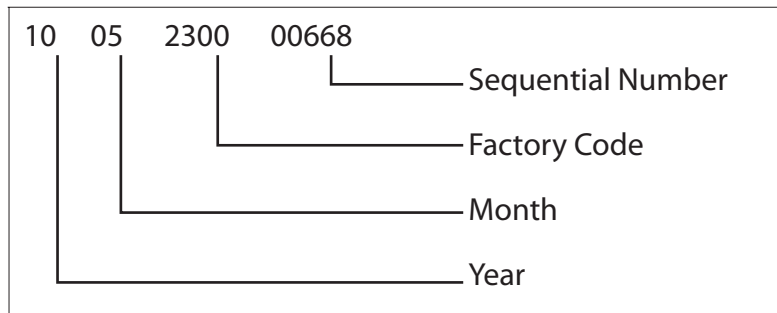 10 05 2300 00668
Sequential Number
Factory Code
Month
Year